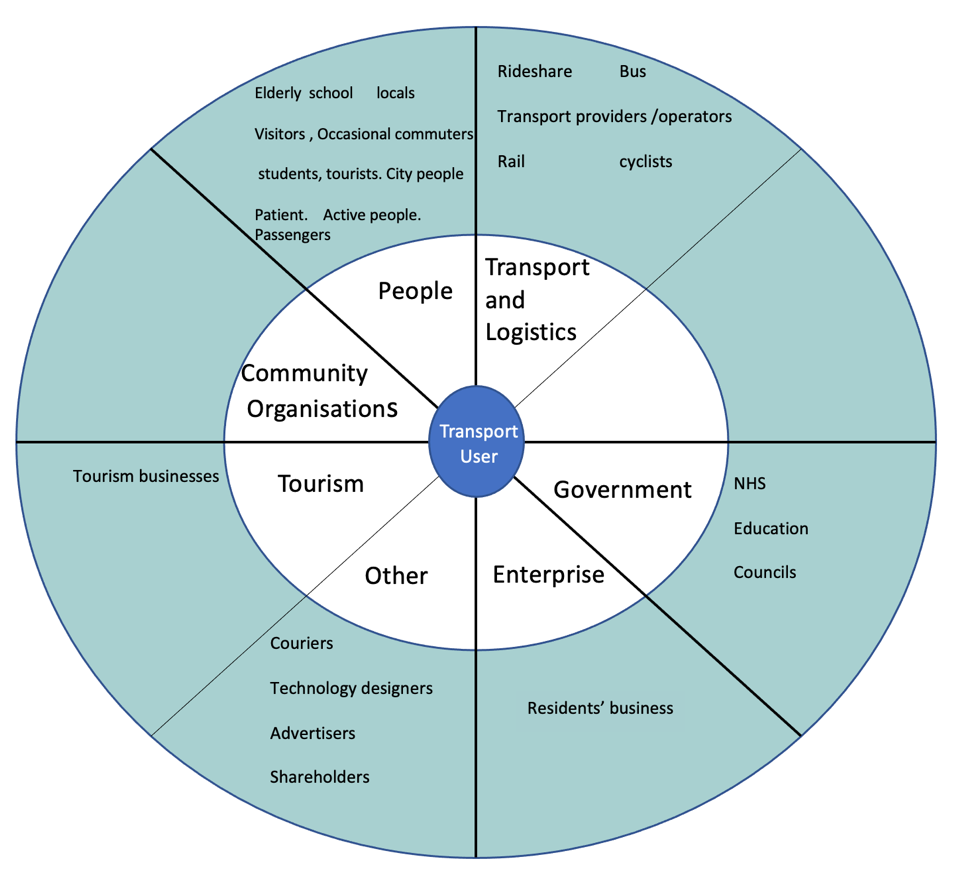 Elderly school locals
Visitors , Occasional commuters
students, tourists. City people
Patient. Active people.
Passengers
Rideshare Bus
Transport providers /operators
Rail cyclists
People
Transport
and
Logistics
Community
Organisations
Transport
User
Tourism businesses
Tourism
Government
NHS
Education
Councils
Other
Enterprise
Couriers
Technology designers
Advertisers
Shareholders
Residents’ business